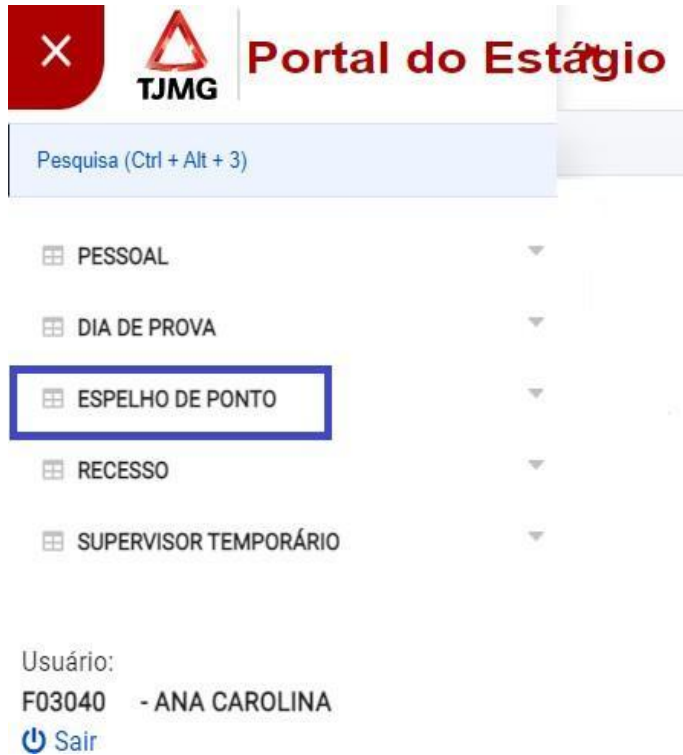 TJMG
Portal do Estágio
Pesquisa (Ctrl + Alt + 3)
PESSOAL
DIA DE PROVA
ESPELHO DE PONTO
RECESSO
SUPERVISOR TEMPORÁRIO
Usuário:
F03040 - ANA CAROLINA
Sair